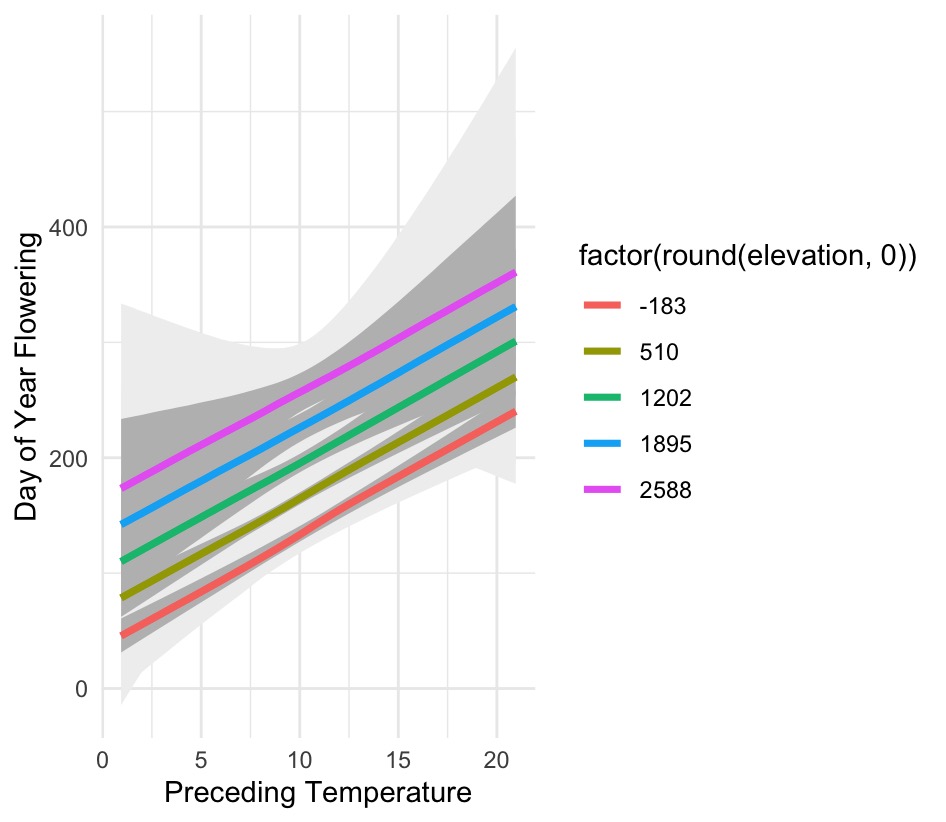 Day of Year Flowering
400
200
0
0 5 10 15 20
Preceding Temperature
factor(round(elevation, 0))
-183
510
1202
1895
2588